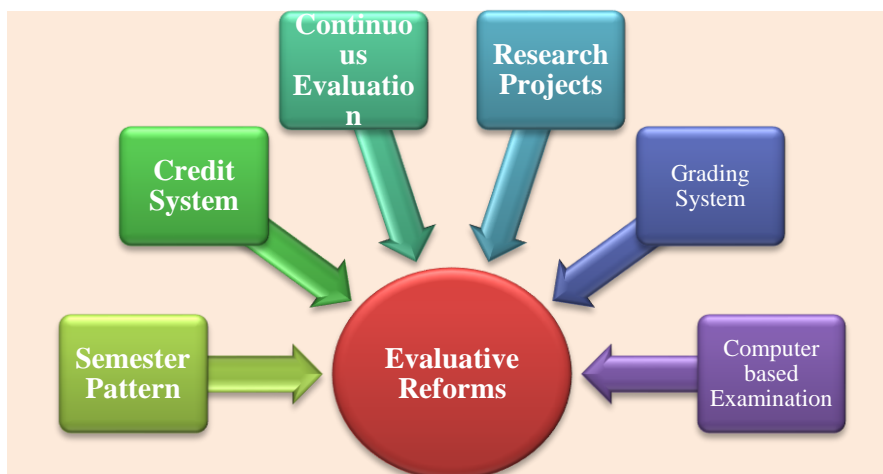 Continuo
us
Evaluatio
n
Research
Projects
Credit
System
Grading
System
Semester
Pattern
Evaluative
Reforms
Computer
based
Examination